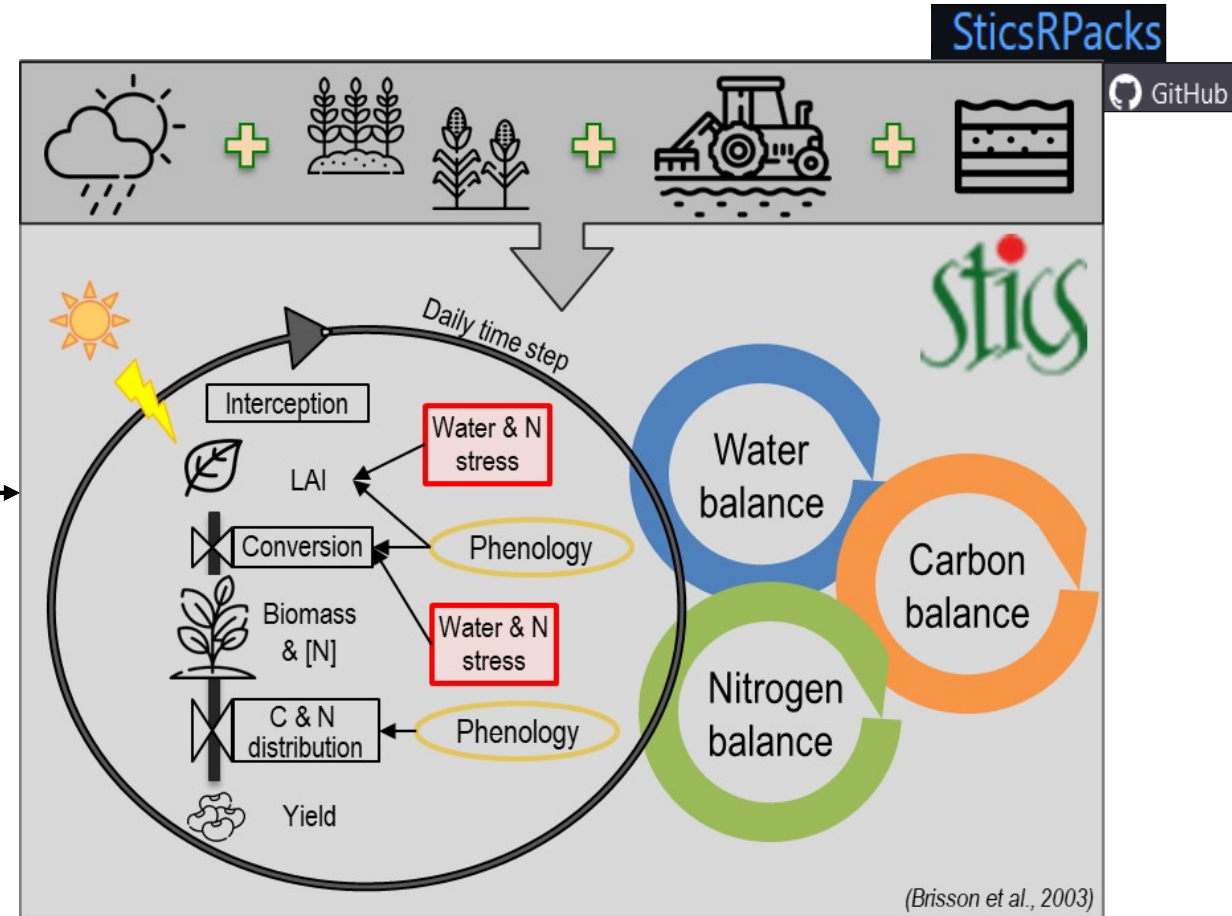 SticsRPacks
GitHub
stics
Daily time step
Interception
Water & N
stress
LAI
Conversion
Phenology
Biomass
& [N]
Water & N
stress
C & N
distribution
Phenology
Yield
Water
balance
Carbon
balance
Nitrogen
balance
(Brisson et al., 2003)